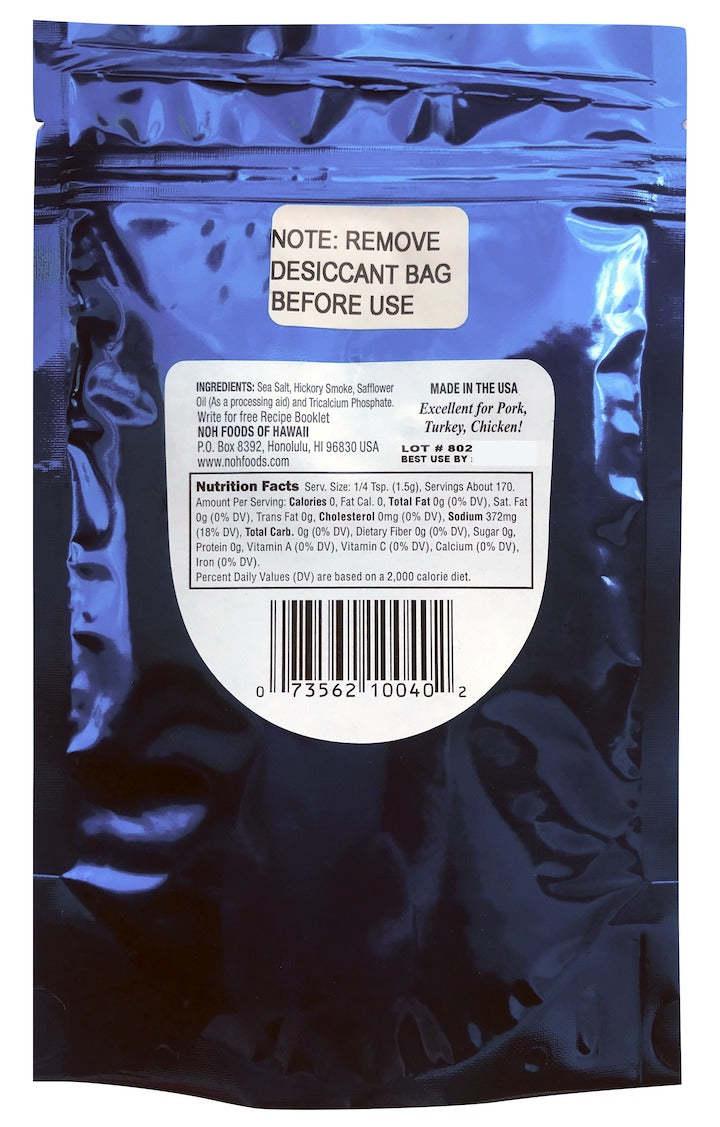 NOTE: REMOVE
DESICCANT BAG
BEFORE USE
INGREDIENTS: Sea Salt, Hickory Smoke, Safflower
Oil (As a processing aid) and Tricalcium Phosphate.
Write for free Recipe Booklet
NOH FOODS OF HAWAII
P.O. Box 8392, Honolulu, HI 96830 USA
www.nohfoods.com
MADE IN THE USA
Excellent for Pork,
Turkey, Chicken!
LOT # 802
BEST USE BY :
Nutrition Facts Serv. Size: 1/4 Tsp. (1.5g), Servings About 170.
Amount Per Serving: Calories 0, Fat Cal. 0, Total Fat 0g (0% DV), Sat. Fat
0g (0% DV), Trans Fat 0g, Cholesterol 0mg (0% DV), Sodium 372mg
(18% DV), Total Carb. 0g (0% DV), Dietary Fiber 0g (0% DV), Sugar 0g,
Protein 0g, Vitamin A (0% DV), Vitamin C (0% DV), Calcium (0% DV),
Iron (0% DV).
Percent Daily Values (DV) are based on a 2,000 calorie diet.
0 73562 10040 2